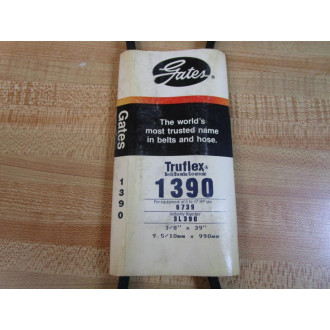 Gates
The world's
most trusted name
in belts and hose.
Gates
1390
Truflex
1390
6739
3L390
3/8" x 39"
9.5/10mm x 990mm